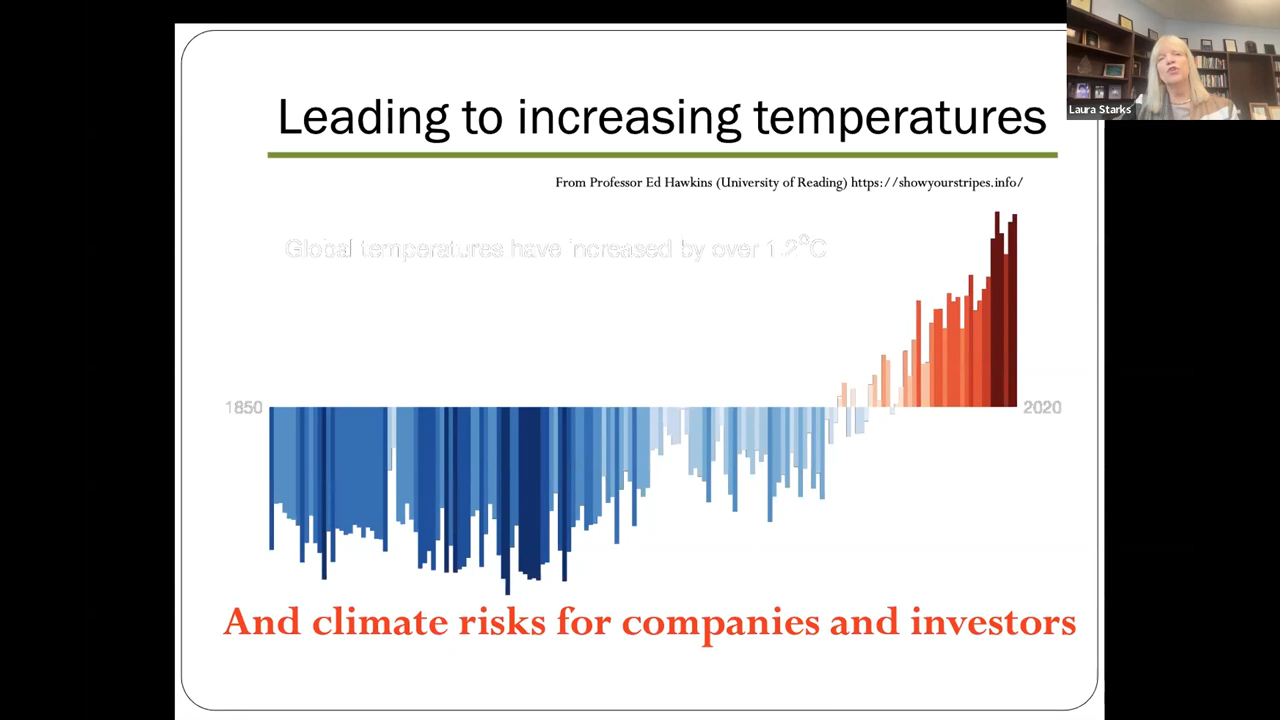 Laura Starks
Leading to increasing temperatures
From Professor Ed Hawkins (University of Reading) https://showyourstripes.info/
Global temperatures have increased by over 1.2°C
1850
2020
And climate risks for companies and investors